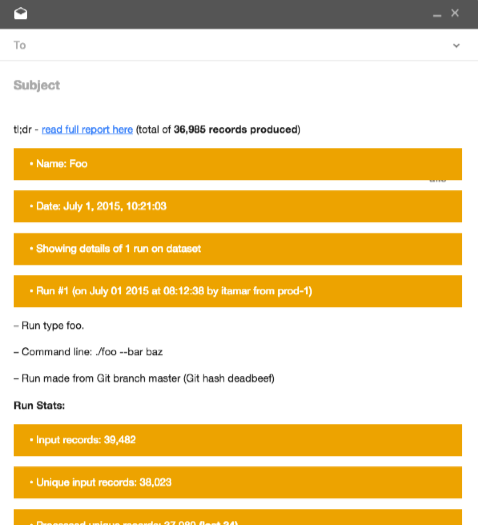 To
Subject
tl;dr - read full report here (total of 36,985 records produced)
• Name: Foo
• Date: July 1, 2015, 10:21:03
• Showing details of 1 run on dataset
• Run #1 (on July 01 2015 at 08:12:38 by itamar from prod-1)
– Run type foo.
– Command line: ./foo --bar baz
– Run made from Git branch master (Git hash deadbeef)
Run Stats:
• Input records: 39,482
• Unique input records: 38,023
• Processed unique records: